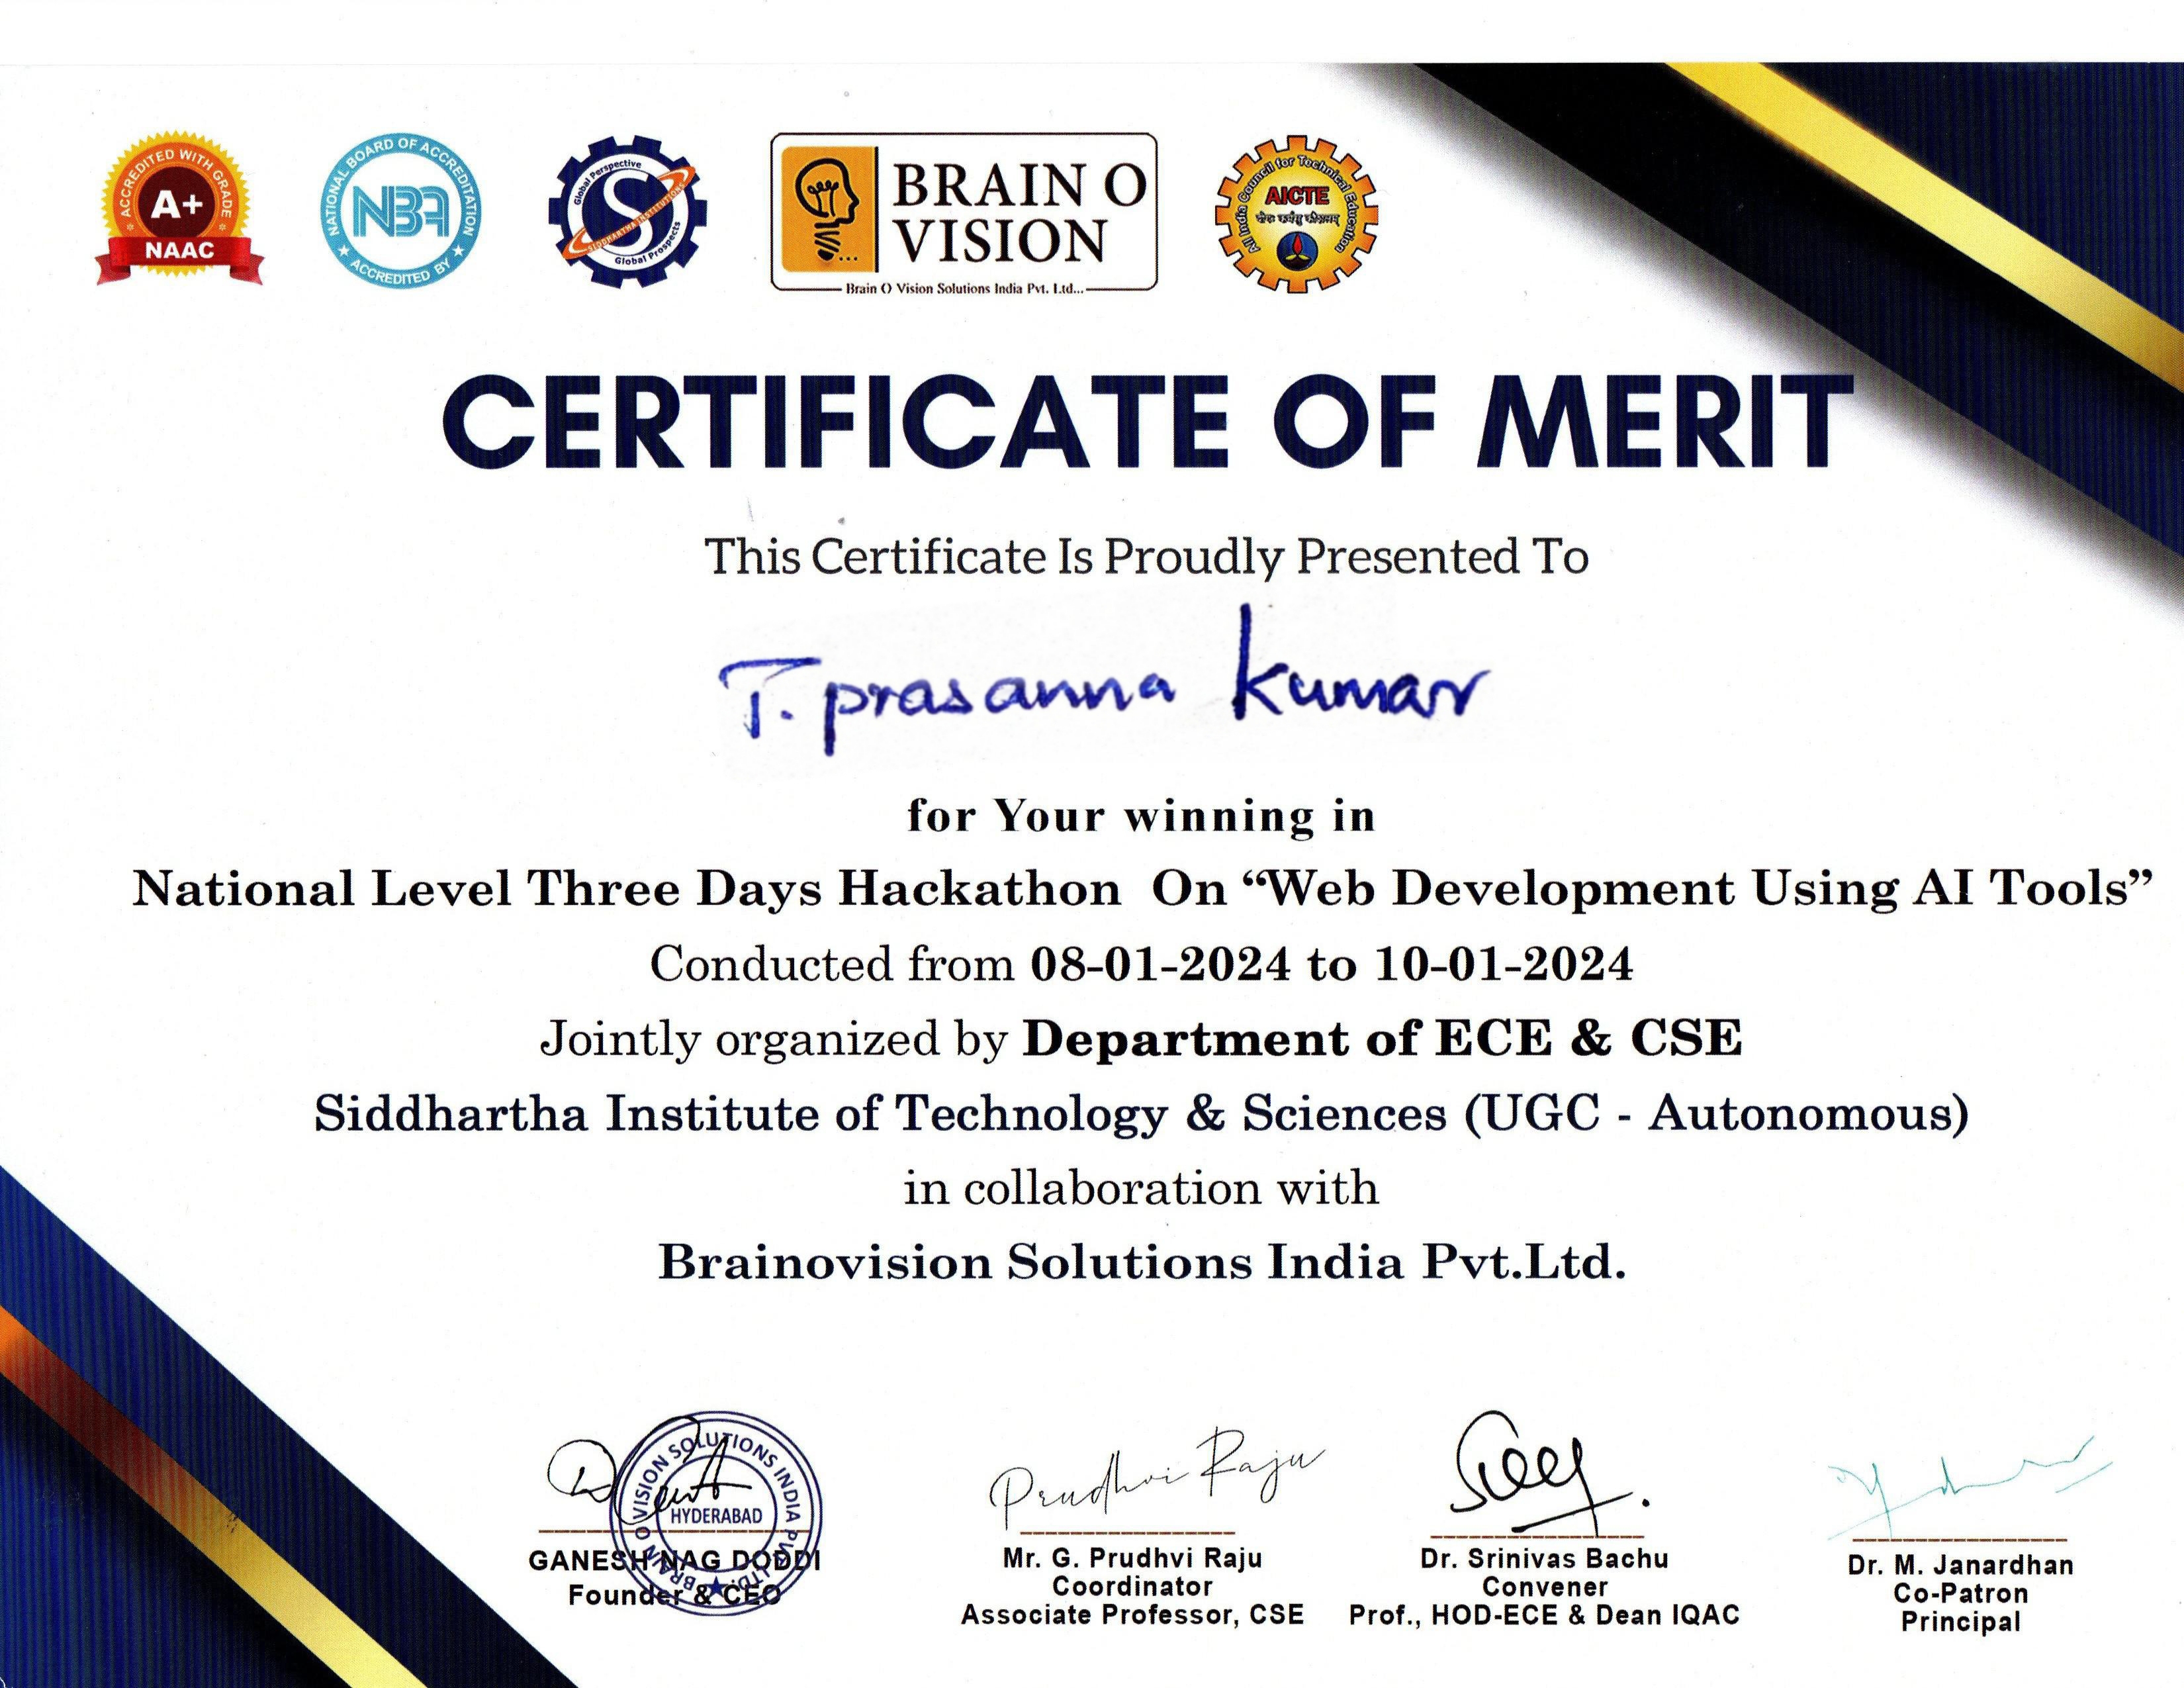 ACCREDITED WITH GRADE
A+
NAAC
NATIONAL BOARD OF ACCREDITATION
NBA
ACCREDITED BY
Global Perspective
S
SIDDHARTHA INSTITUTIONS
Global Prospects
BRAIN O
VISION
Brain O Vision Solutions India Pvt. Ltd...
All India Council for Technical Education
AICTE
CERTIFICATE OF MERIT
This Certificate Is Proudly Presented To
T. prasanna kumar
for Your winning in
National Level Three Days Hackathon On “Web Development Using AI Tools”
Conducted from 08-01-2024 to 10-01-2024
Jointly organized by Department of ECE & CSE
Siddhartha Institute of Technology & Sciences (UGC - Autonomous)
in collaboration with
Brainovision Solutions India Pvt.Ltd.
BRAIN O VISION SOLUTIONS INDIA PVT. LTD.
HYDERABAD
GANESH NAG DODDI
Founder & CEO
Prudhvi Raju
Mr. G. Prudhvi Raju
Coordinator
Associate Professor, CSE
Dr. Srinivas Bachu
Convener
Prof., HOD-ECE & Dean IQAC
Dr. M. Janardhan
Co-Patron
Principal